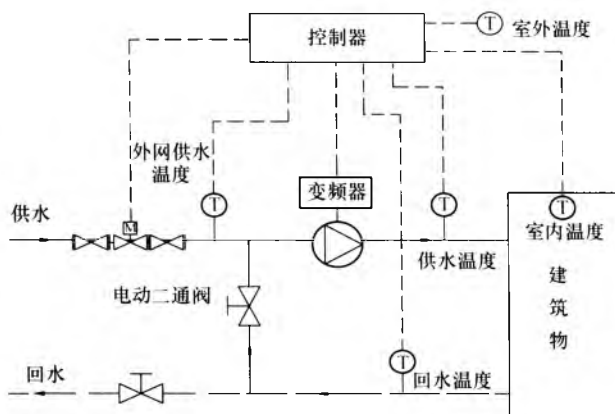 控制器
T
室外温度
外网供水
温度
变频器
T
T
T
供水
M
室内温度
供水温度
电动二通阀
建
筑
物
T
回水
回水温度